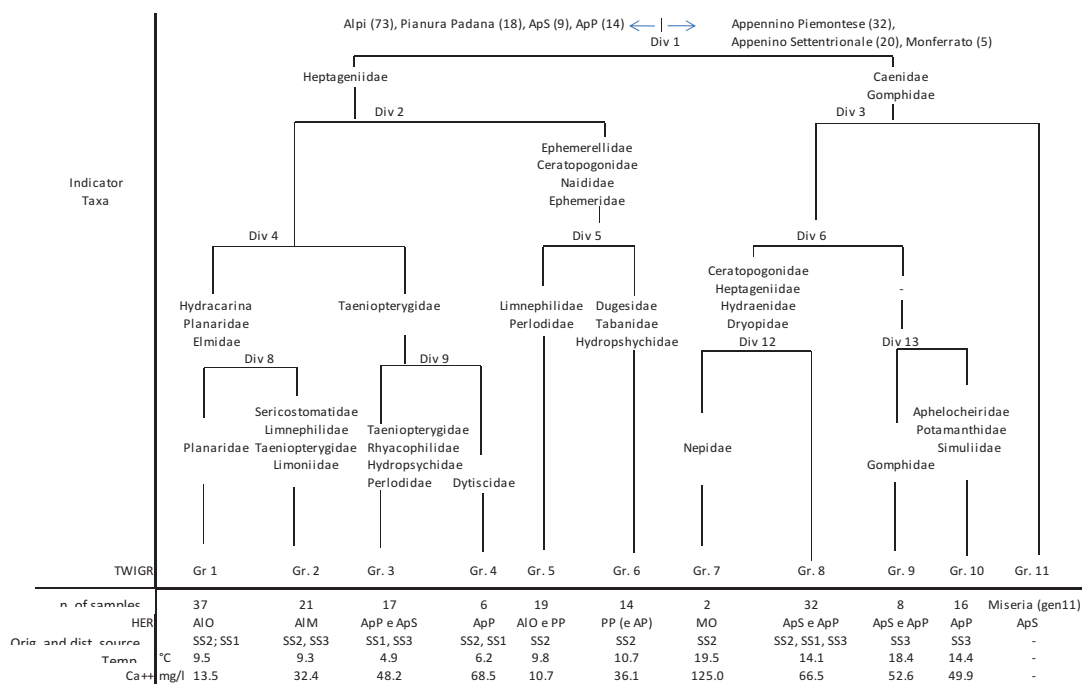 Alpi (73), Pianura Padana (18), ApS (9), ApP (14)
Appennino Piemontese (32),
Div 1
Appenino Settentrionale (20), Monferrato (5)
Heptageniidae
Caenidae
Gomphidae
Div 2
Div 3
Ephemerellidae
Ceratopogonidae
Naididae
Ephemeridae
Indicator
Taxa
Div 4
Div 5
Div 6
Hydracarina
Planaridae
Elmidae
Taeniopterygidae
Limnephilidae
Perlodidae
Dugesidae
Tabanidae
Hydropshychidae
Ceratopogonidae
Heptageniidae
Hydraenidae
Dryopidae
-
Div 8
Div 9
Div 12
Div 13
Planaridae
Sericostomatidae
Limnephilidae
Taeniopterygidae
Limoniidae
Taeniopterygidae
Rhyacophilidae
Hydropsychidae
Perlodidae
Dytiscidae
Nepidae
Gomphidae
Aphelocheiridae
Potamanthidae
Simuliidae
TWIGR Gr 1 Gr. 2 Gr. 3 Gr. 4 Gr. 5 Gr. 6 Gr. 7 Gr. 8 Gr. 9 Gr. 10 Gr. 11
n. of samples 37 21 17 6 19 14 2 32 8 16 Miseria (gen11)
HER AlO AlM ApP e ApS ApP AlO e PP PP (e AP) MO ApS e ApP ApS e ApP ApP ApS
Orig. and dist. source SS2; SS1 SS2, SS3 SS1, SS3 SS2, SS1 SS2 SS2 SS2 SS2, SS1, SS3 SS3 SS3 -
Temp. °C 9.5 9.3 4.9 6.2 9.8 10.7 19.5 14.1 18.4 14.4 -
Ca++ mg/l 13.5 32.4 48.2 68.5 10.7 36.1 125.0 66.5 52.6 49.9 -